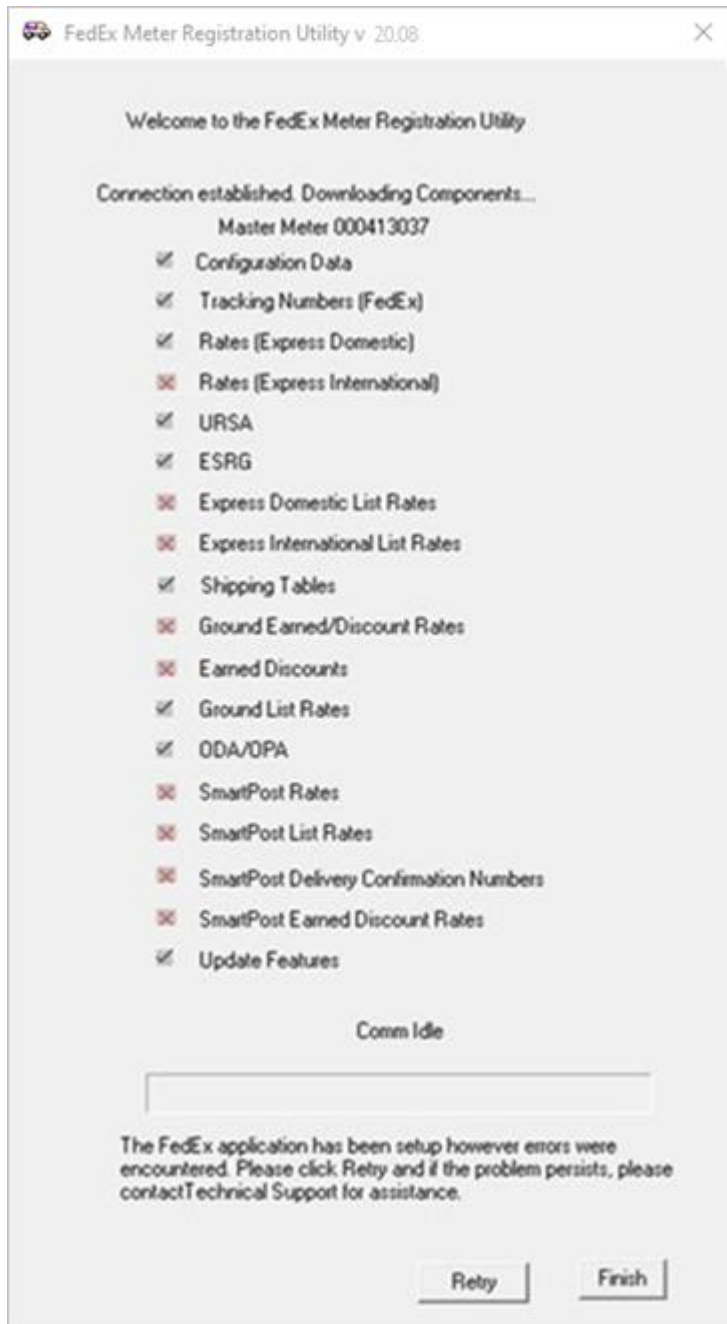 FedEx Meter Registration Utility v 20.08
Welcome to the FedEx Meter Registration Utility
Connection established. Downloading Components...
Master Meter 000413037
Configuration Data
Tracking Numbers (FedEx)
Rates (Express Domestic)
Rates (Express International)
URSA
ESRG
Express Domestic List Rates
Express International List Rates
Shipping Tables
Ground Earned/Discount Rates
Earned Discounts
Ground List Rates
ODA/OPA
SmartPost Rates
SmartPost List Rates
SmartPost Delivery Confirmation Numbers
SmartPost Earned Discount Rates
Update Features
Comm Idle
The FedEx application has been setup however errors were
encountered. Please click Retry and if the problem persists, please
contactTechnical Support for assistance.
Retry
Finish